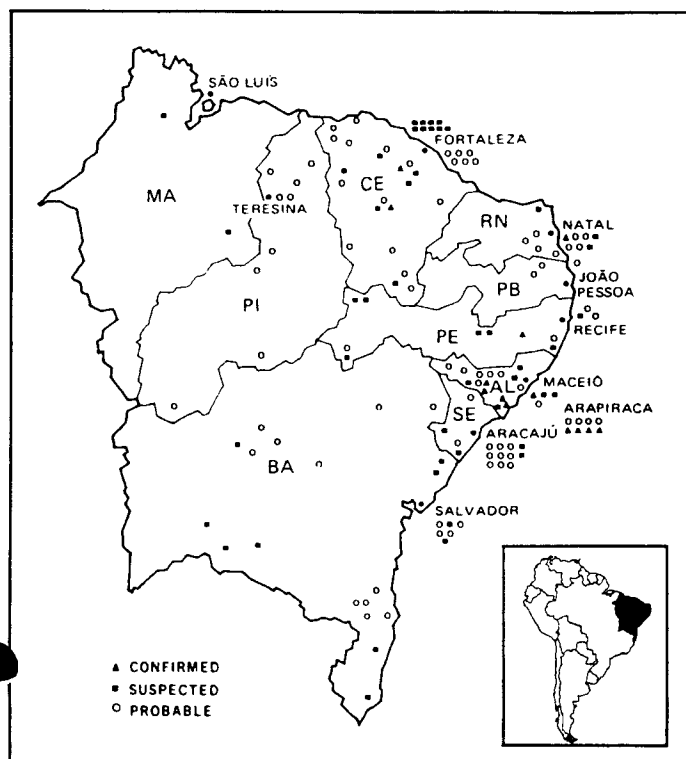 SÃO LUÍS
FORTALEZA
MA
CE
TERESINA
RN
NATAL
JOÃO
PESSOA
PB
PI
RECIFE
PE
MACEIÓ
AL
ARAPIRACA
SE
ARACAJÚ
BA
SALVADOR
CONFIRMED
SUSPECTED
PROBABLE